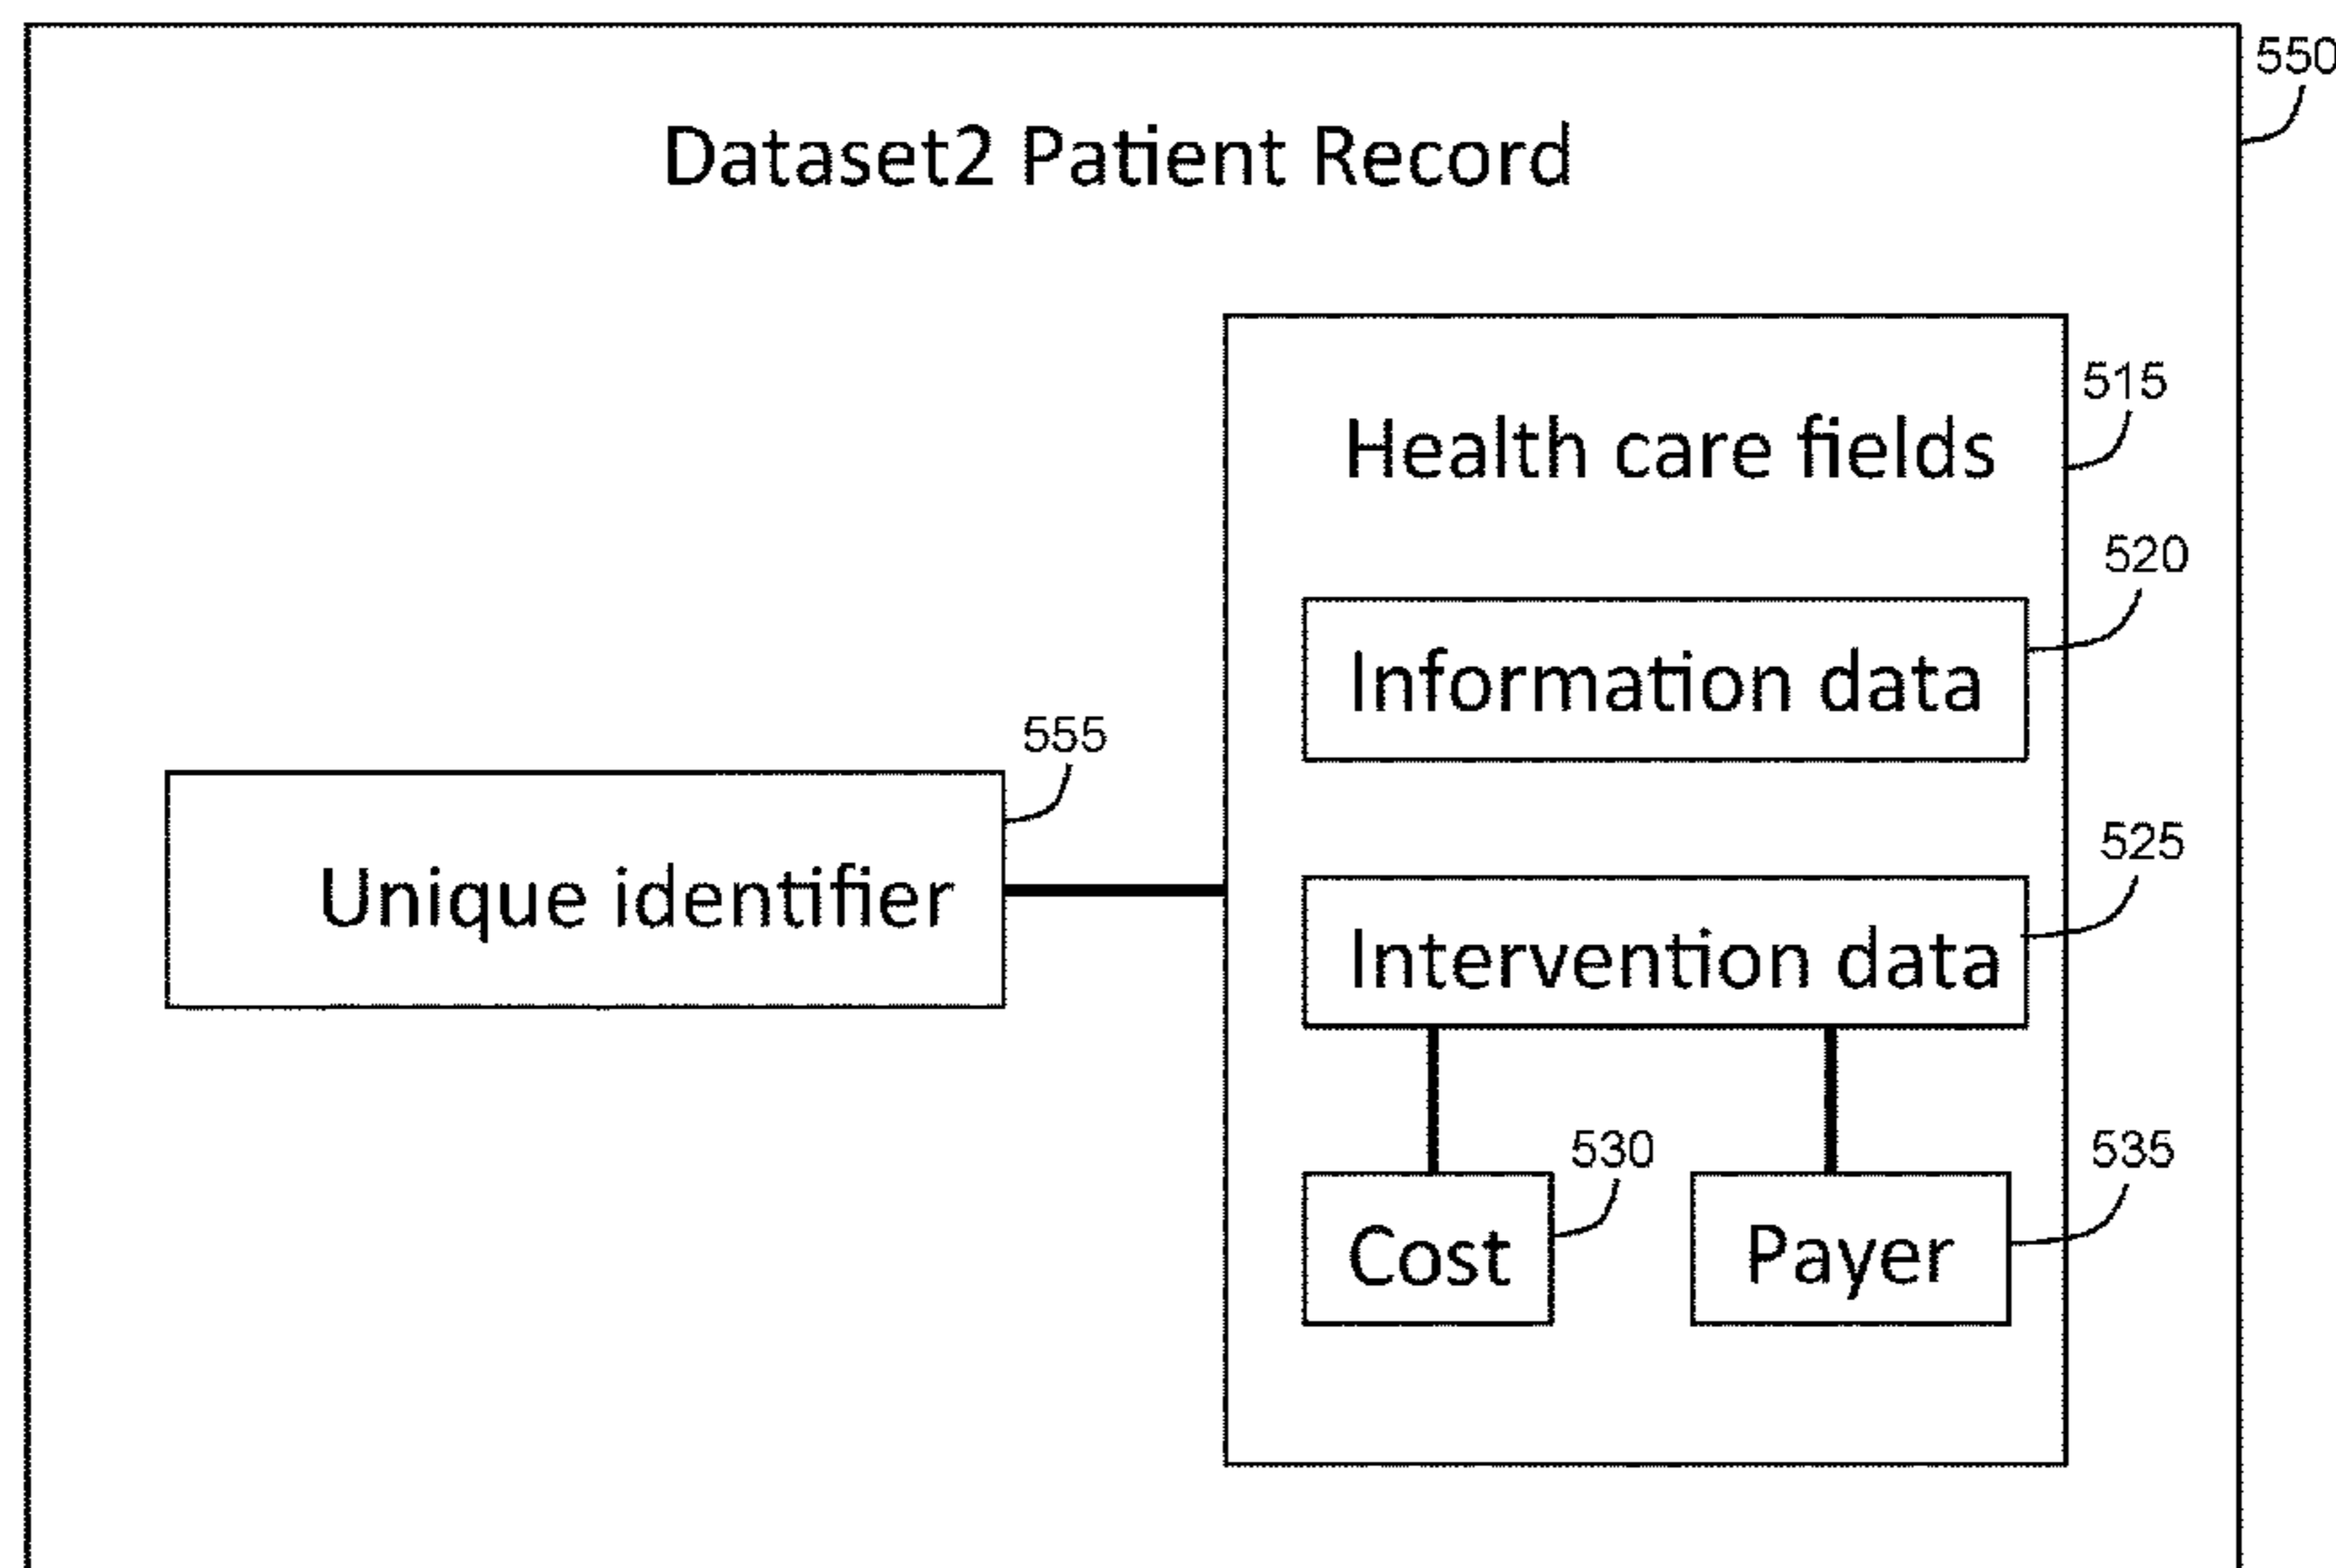 550
Dataset2 Patient Record
515
Health care fields
520
Information data
555
525
Unique identifier
Intervention data
530
535
Cost
Payer